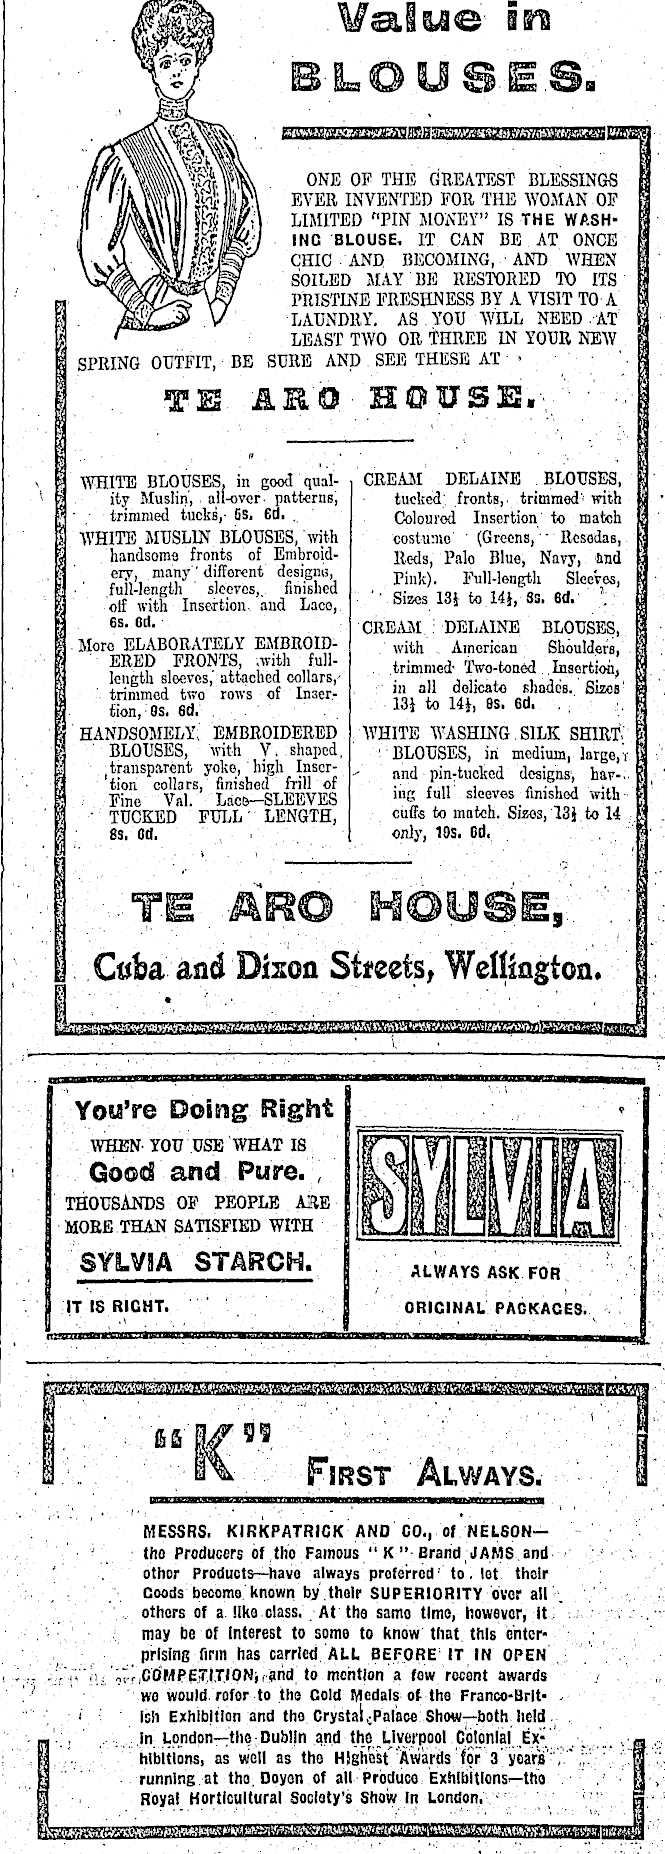 Value in
BLOUSES.
ONE OF THE GREATEST BLESSINGS
EVER INVENTED FOR THE WOMAN OF
LIMITED "PIN MONEY" IS THE WASH-
ING BLOUSE. IT CAN BE AT ONCE
CHIC AND BECOMING, AND WHEN
SOILED MAY BE RESTORED TO ITS
PRISTINE FRESHNESS BY A VISIT TO A
LAUNDRY. AS YOU WILL NEED AT
LEAST TWO OR THREE IN YOUR NEW
SPRING OUTFIT, BE SURE AND SEE THESE AT
TE ARO HOUSE.
WHITE BLOUSES, in good qual-
ity Muslin, all-over patterns,
trimmed tucks, 5s. 6d.
WHITE MUSLIN BLOUSES, with
handsome fronts of Embroid-
ery, many different designs,
full-length sleeves, finished
off with Insertion and Lace,
6s. 6d.
More ELABORATELY EMBROID-
ERED FRONTS, with full-
length sleeves, attached collars,
trimmed two rows of Inser-
tion, 9s. 6d.
HANDSOMELY EMBROIDERED
BLOUSES, with V shaped
transparent yoke, high Inser-
tion collars, finished frill of
Fine Val. Lace—SLEEVES
TUCKED FULL LENGTH,
8s. 6d.
CREAM DELAINE BLOUSES,
tucked fronts, trimmed with
Coloured Insertion to match
costume (Greens, Resedas,
Reds, Pale Blue, Navy, and
Pink). Full-length Sleeves,
Sizes 13½ to 14½, 8s. 6d.
CREAM DELAINE BLOUSES,
with American Shoulders,
trimmed Two-toned Insertion,
in all delicate shades. Sizes
13½ to 14½, 9s. 6d.
WHITE WASHING SILK SHIRT
BLOUSES, in medium, large,
and pin-tucked designs, hav-
ing full sleeves finished with
cuffs to match. Sizes, 13½ to 14
only, 19s. 6d.
TE ARO HOUSE,
Cuba and Dixon Streets, Wellington.
You're Doing Right
WHEN YOU USE WHAT IS
Good and Pure.
THOUSANDS OF PEOPLE ARE
MORE THAN SATISFIED WITH
SYLVIA STARCH.
IT IS RIGHT.
SYLVIA
ALWAYS ASK FOR
ORIGINAL PACKAGES.
"K" FIRST ALWAYS.
MESSRS. KIRKPATRICK AND CO., of NELSON—
the Producers of the Famous "K" Brand JAMS and
other Products—have always preferred to let their
Goods become known by their SUPERIORITY over all
others of a like class. At the same time, however, it
may be of interest to some to know that this enter-
prising firm has carried ALL BEFORE IT IN OPEN
COMPETITION, and to mention a few recent awards
we would refer to the Gold Medals of the Franco-Brit-
ish Exhibition and the Crystal Palace Show—both held
in London—the Dublin and the Liverpool Colonial Ex-
hibitions, as well as the Highest Awards for 3 years
running at the Doyen of all Produce Exhibitions—the
Royal Horticultural Society's Show in London.